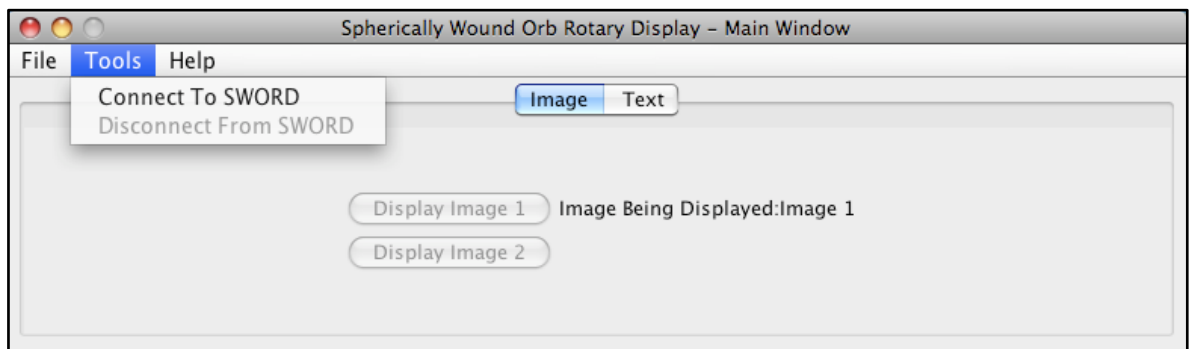 Spherically Wound Orb Rotary Display – Main Window
File Tools Help
Connect To SWORD
Disconnect From SWORD
Image Text
Display Image 1 Image Being Displayed:Image 1
Display Image 2